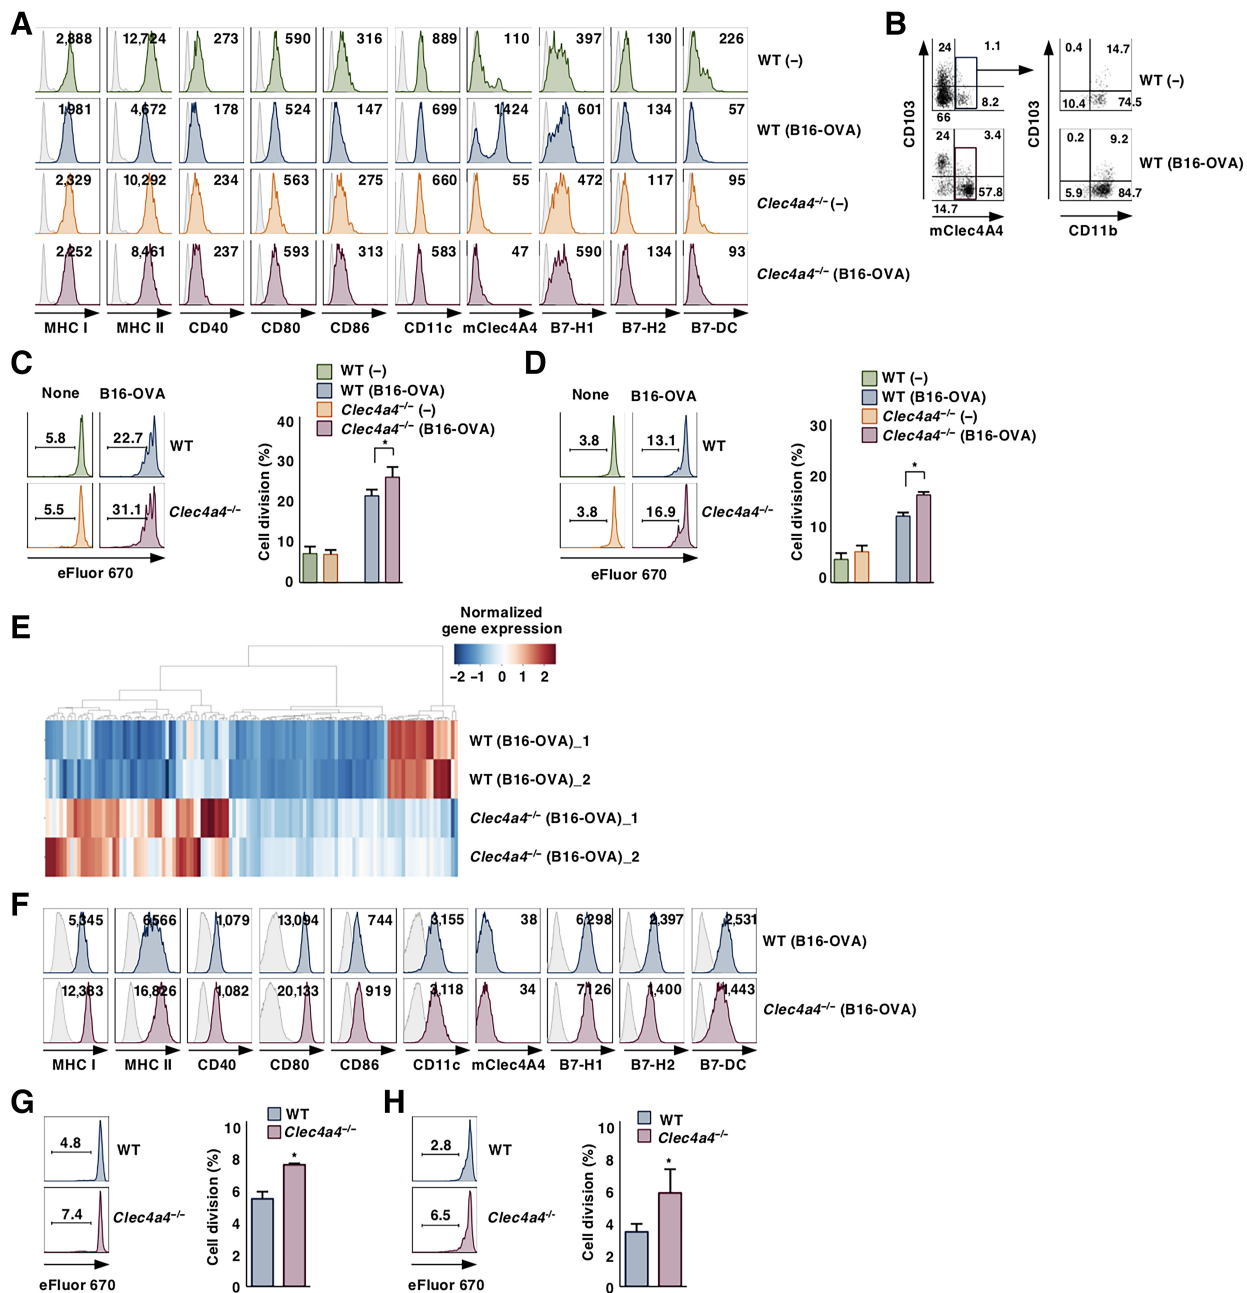 A
2,888 12,724 273 590 316 889 110 397 130 226
WT (–)
1,981 4,672 178 524 147 699 1424 601 134 57
WT (B16-OVA)
2,329 10,292 234 563 275 660 55 472 117 95
Clec4a4–/– (–)
2,252 8,461 237 593 313 583 47 590 134 93
Clec4a4–/– (B16-OVA)
MHC I MHC II CD40 CD80 CD86 CD11c mClec4A4 B7-H1 B7-H2 B7-DC
B
24 1.1
8.2
66
CD103
0.4 14.7
10.4 74.5
CD103
WT (–)
24 3.4
57.8
14.7
0.2 9.2
5.9 84.7
WT (B16-OVA)
mClec4A4
CD11b
C
None B16-OVA
5.8 22.7
WT
5.5 31.1
Clec4a4–/–
eFluor 670
WT (–)
WT (B16-OVA)
Clec4a4–/– (–)
Clec4a4–/– (B16-OVA)
Cell division (%)
40
30
20
10
0
*
D
None B16-OVA
3.8 13.1
WT
3.8 16.9
Clec4a4–/–
eFluor 670
WT (–)
WT (B16-OVA)
Clec4a4–/– (–)
Clec4a4–/– (B16-OVA)
Cell division (%)
30
20
10
0
*
E
Normalized
gene expression
–2 –1 0 1 2
WT (B16-OVA)_1
WT (B16-OVA)_2
Clec4a4–/– (B16-OVA)_1
Clec4a4–/– (B16-OVA)_2
F
5,345 6,566 1,079 13,094 744 3,155 38 6,298 2,397 2,531
WT (B16-OVA)
12,383 16,826 1,082 20,133 919 3,118 34 7,126 1,400 1,443
Clec4a4–/– (B16-OVA)
MHC I MHC II CD40 CD80 CD86 CD11c mClec4A4 B7-H1 B7-H2 B7-DC
G
4.8
WT
7.4
Clec4a4–/–
eFluor 670
WT
Clec4a4–/–
Cell division (%)
10
8
6
4
2
0
*
H
2.8
WT
6.5
Clec4a4-/-
eFluor 670
WT
Clec4a4–/–
Cell division (%)
10
8
6
4
2
0
*